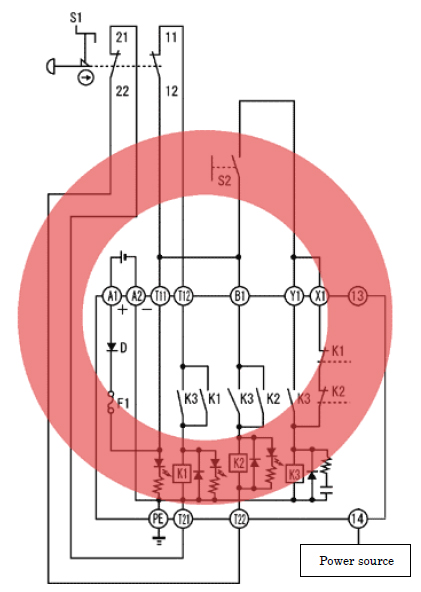 S1
21 11
22 12
S2
A1 A2 T11 T12 B1 Y1 X1 13
+ −
D
K1
K3 K1 K3 K2 K3 K2
F1
K1 K2 K3
PE T21 T22 14
Power source